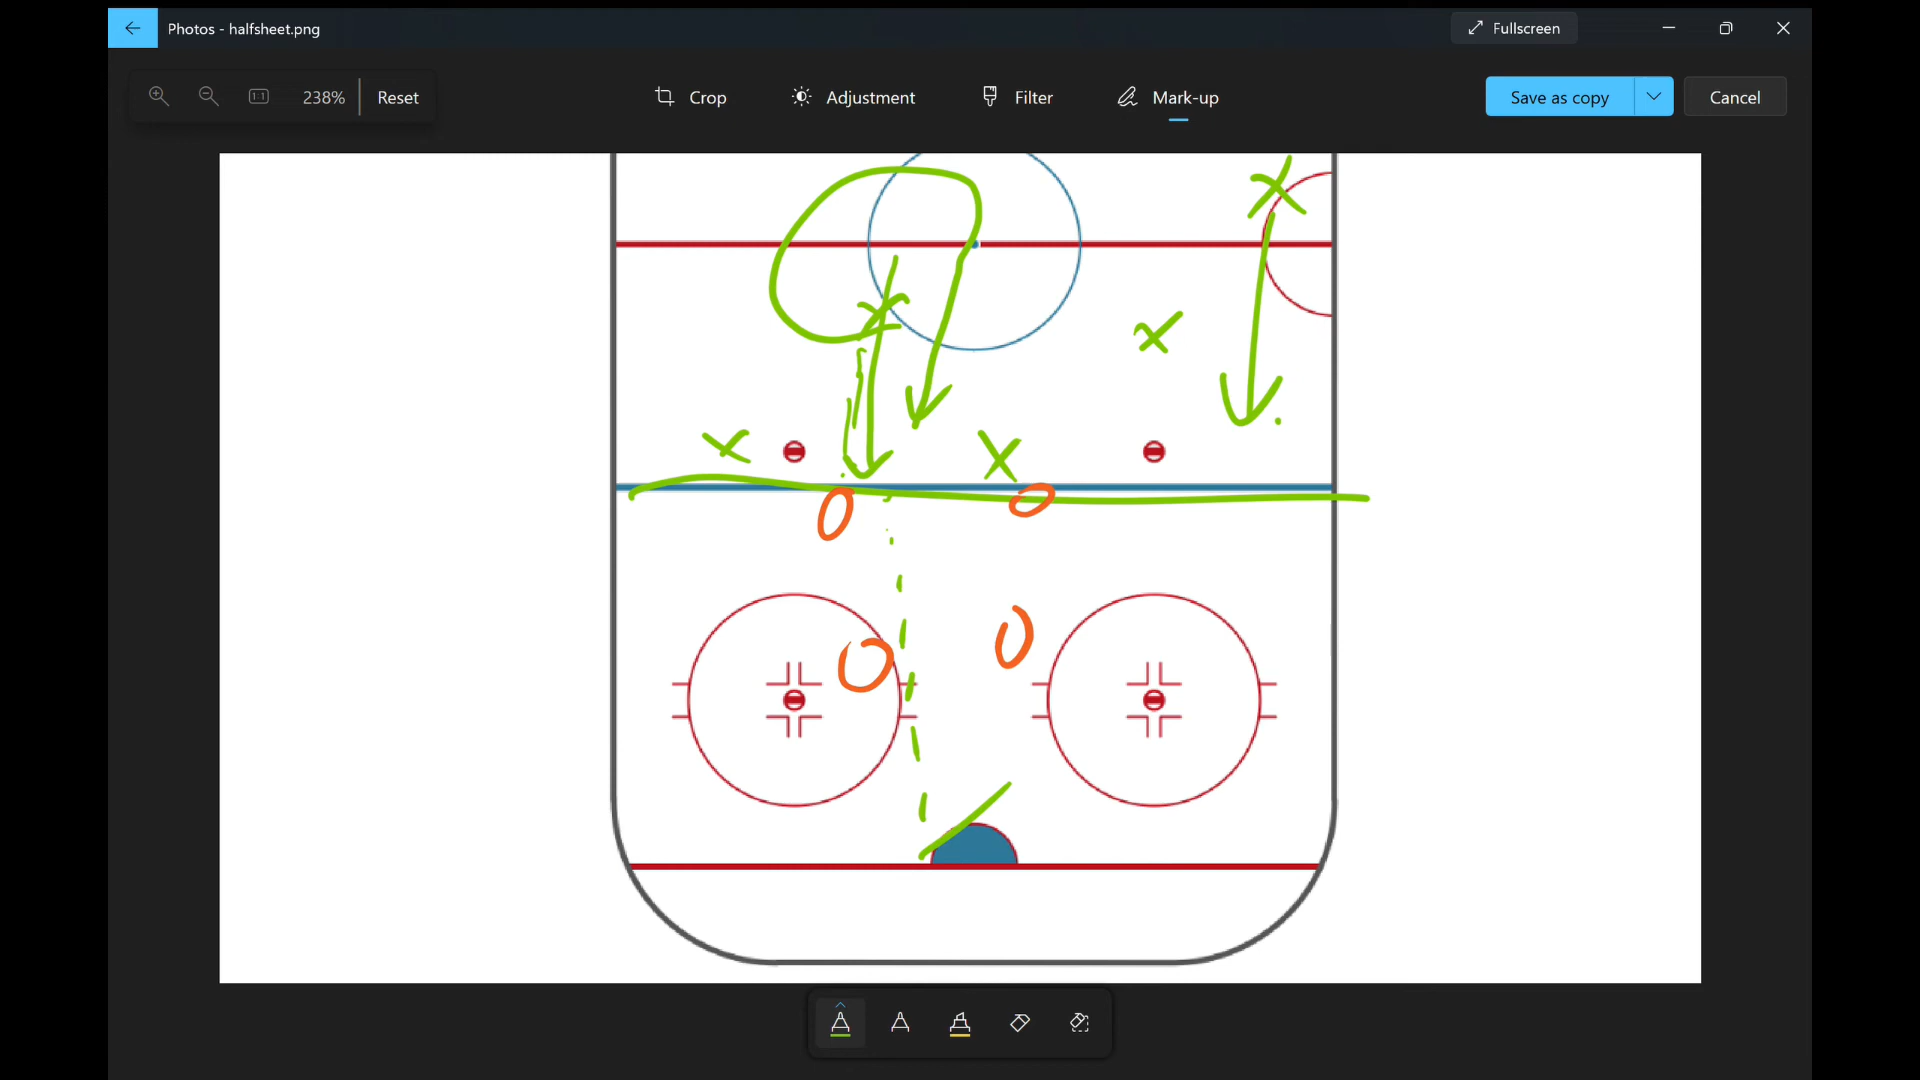 Photos - halfsheet.png
Fullscreen
238%
Reset
Crop
Adjustment
Filter
Mark-up
Save as copy
Cancel
X
X
X
X
X
O
O
O
O